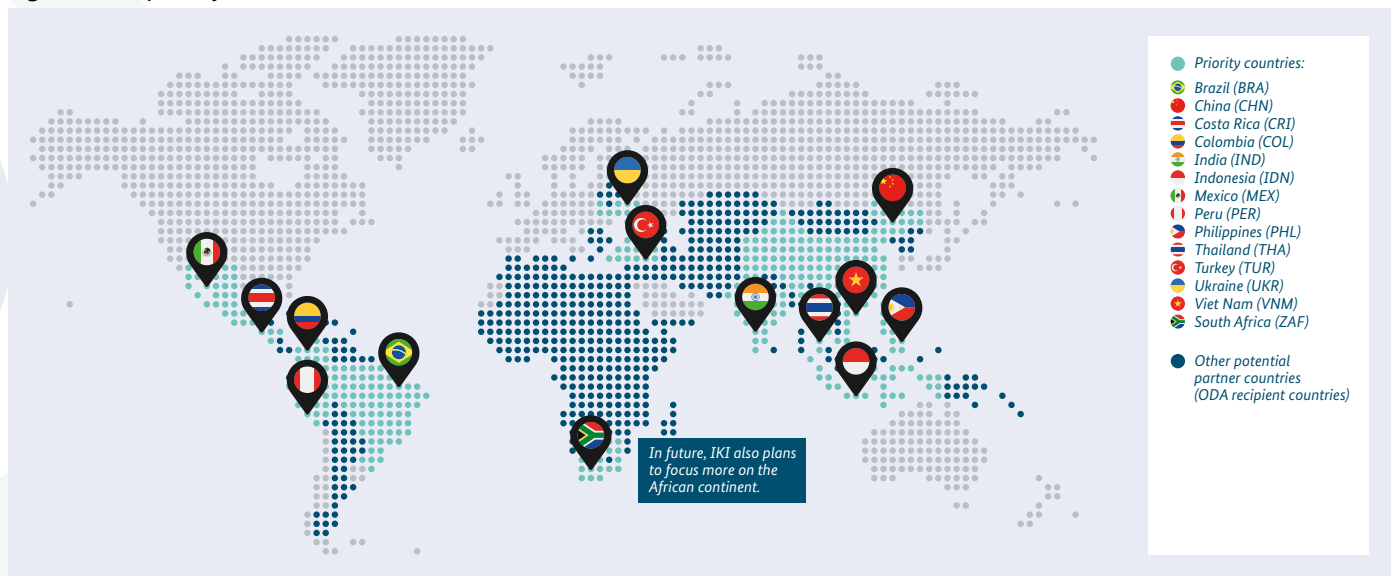 Priority countries:
Brazil (BRA)
China (CHN)
Costa Rica (CRI)
Colombia (COL)
India (IND)
Indonesia (IDN)
Mexico (MEX)
Peru (PER)
Philippines (PHL)
Thailand (THA)
Turkey (TUR)
Ukraine (UKR)
Viet Nam (VNM)
South Africa (ZAF)
Other potential
partner countries
(ODA recipient countries)
In future, IKI also plans
to focus more on the
African continent.